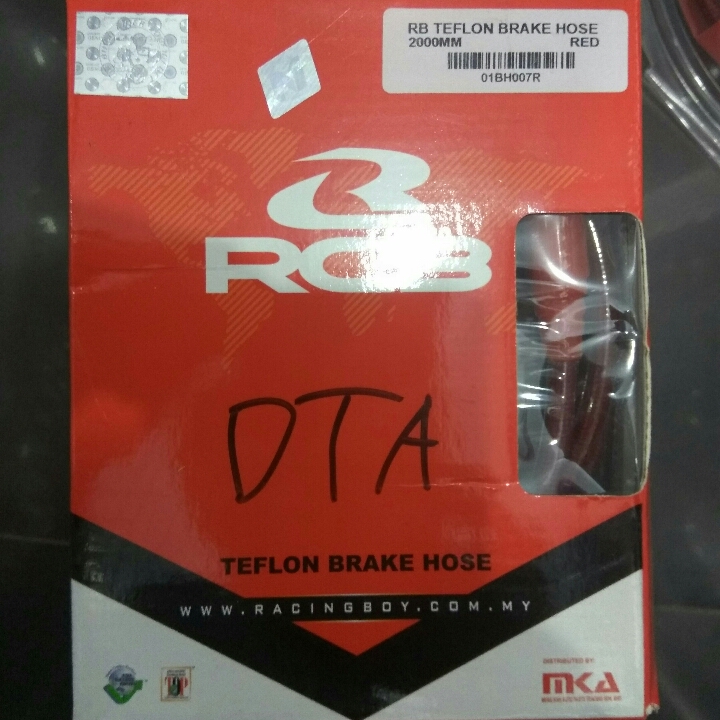 RB TEFLON BRAKE HOSE
2000MM RED
01BH007R
RCB
DTA
TEFLON BRAKE HOSE
WWW.RACINGBOY.COM.MY
DISTRIBUTED BY:
MKA